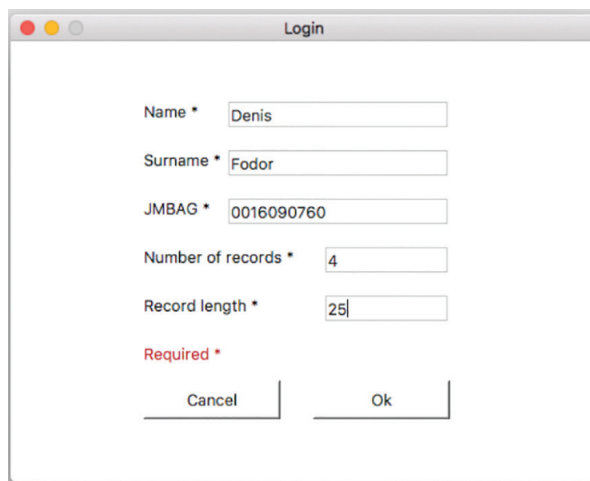 Login
Name * Denis
Surname * Fodor
JMBAG * 0016090760
Number of records * 4
Record length * 25
Required *
Cancel Ok